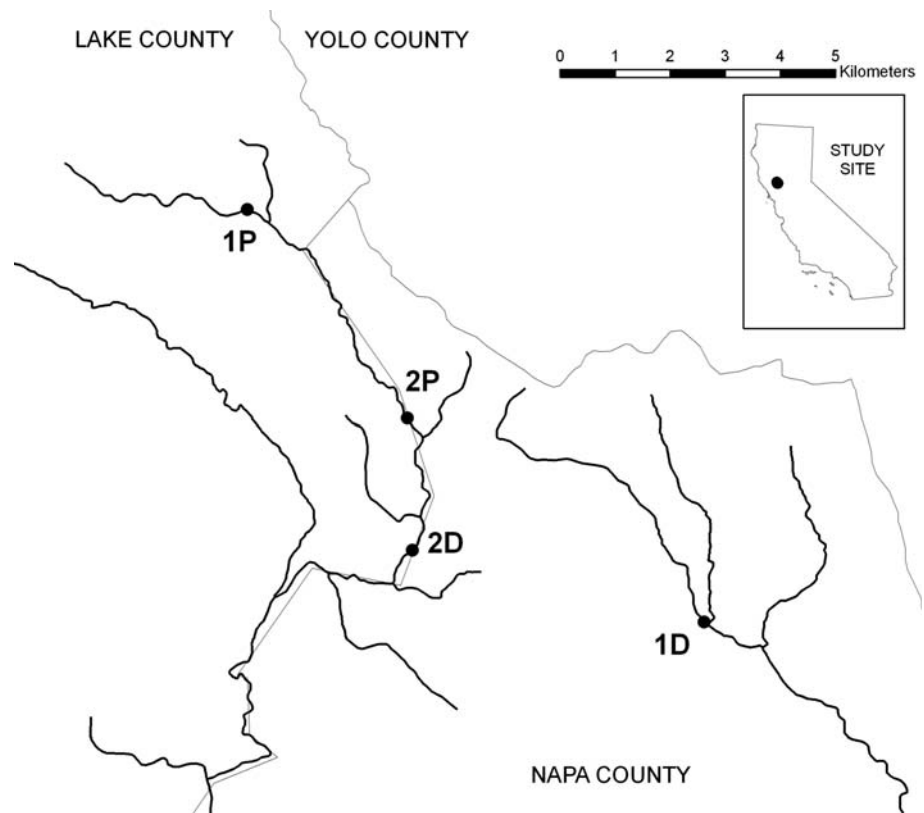 LAKE COUNTY
YOLO COUNTY
0 1 2 3 4 5
Kilometers
STUDY
SITE
1P
2P
2D
1D
NAPA COUNTY